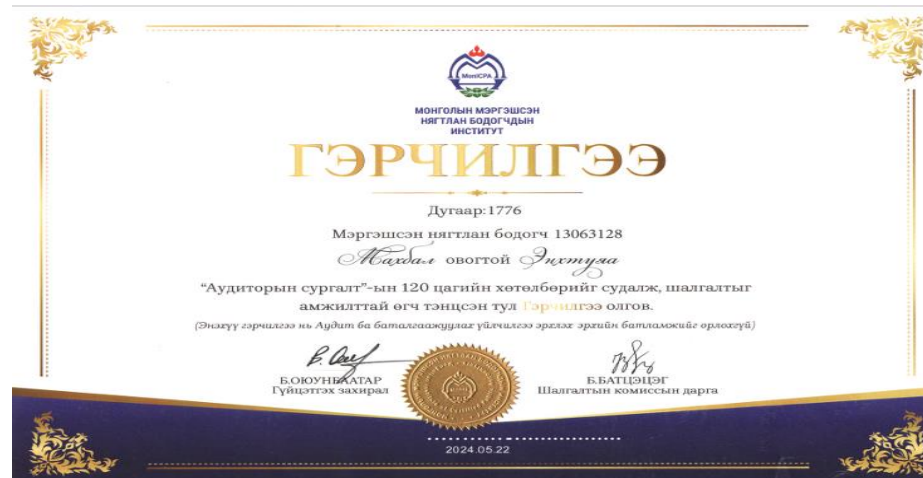 MonICPA
МОНГОЛЫН МЭРГЭШСЭН
НЯГТЛАН БОДОГЧДЫН
ИНСТИТУТ
ГЭРЧИЛГЭЭ
Дугаар:1776
Мэргэшсэн нягтлан бодогч 13063128
Махбал овогтой Энхтуяа
“Аудиторын сургалт”-ын 120 цагийн хөтөлбөрийг судалж, шалгалтыг
амжилттай өгч тэнцсэн тул Гэрчилгээ олгов.
(Энэхүү гэрчилгээ нь Аудит ба баталгаажуулах үйлчилгээ эрхлэх эрхийн батламжийг орлохгүй)
Б.ОЮУНБААТАР
Гүйцэтгэх захирал
Б.БАТЦЭЦЭГ
Шалгалтын комиссын дарга
2024.05.22